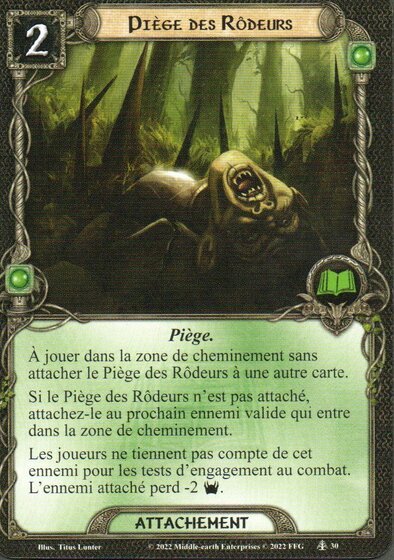 2
PIÈGE DES RÔDEURS
Piège.
À jouer dans la zone de cheminement sans
attacher le Piège des Rôdeurs à une autre carte.
Si le Piège des Rôdeurs n'est pas attaché,
attachez-le au prochain ennemi valide qui entre
dans la zone de cheminement.
Les joueurs ne tiennent pas compte de cet
ennemi pour les tests d'engagement au combat.
L'ennemi attaché perd -2 .
ATTACHEMENT
Illus. Titus Lunter © 2022 Middle-earth Enterprises © 2022 FFG 30